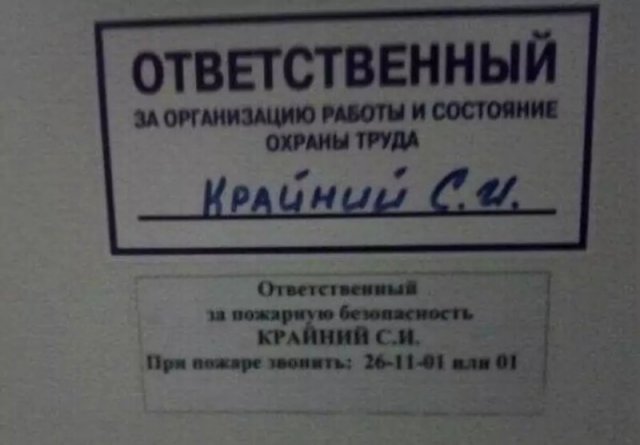 ОТВЕТСТВЕННЫЙ
ЗА ОРГАНИЗАЦИЮ РАБОТЫ И СОСТОЯНИЕ
ОХРАНЫ ТРУДА
КРАЙНИЙ С.И.
Ответственный
за пожарную безопасность
КРАЙНИЙ С.И.
При пожаре звонить: 26-11-01 или 01